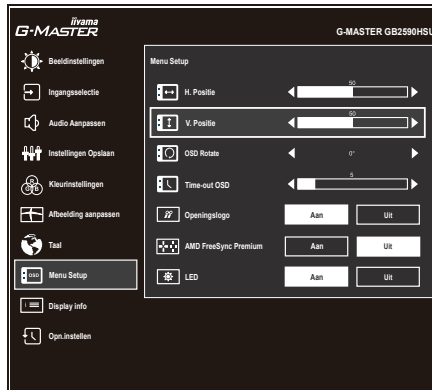 iiyama
G-MASTER
G-MASTER GB2590HSU
Beeldinstellingen
Ingangsselectie
Audio Aanpassen
Instellingen Opslaan
R
G B
Kleurinstellingen
Afbeelding aanpassen
Taal
OSD
Menu Setup
Display info
Opn.instellen
Menu Setup
H. Positie
50
V. Positie
50
OSD Rotate
0°
Time-out OSD
5
Openingslogo
Aan
Uit
AMD FreeSync Premium
Aan
Uit
LED
Aan
Uit